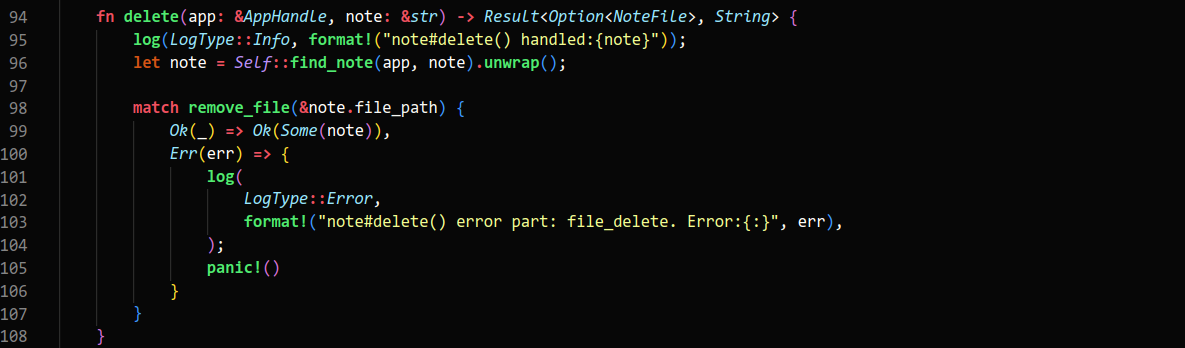 94 fn delete(app: &AppHandle, note: &str) -> Result<Option<NoteFile>, String> {
95 log(LogType::Info, format!("note#delete() handled:{note}"));
96 let note = Self::find_note(app, note).unwrap();
97
98 match remove_file(&note.file_path) {
99 Ok(_) => Ok(Some(note)),
100 Err(err) => {
101 log(
102 LogType::Error,
103 format!("note#delete() error part: file_delete. Error:{:}", err),
104 );
105 panic!()
106 }
107 }
108 }